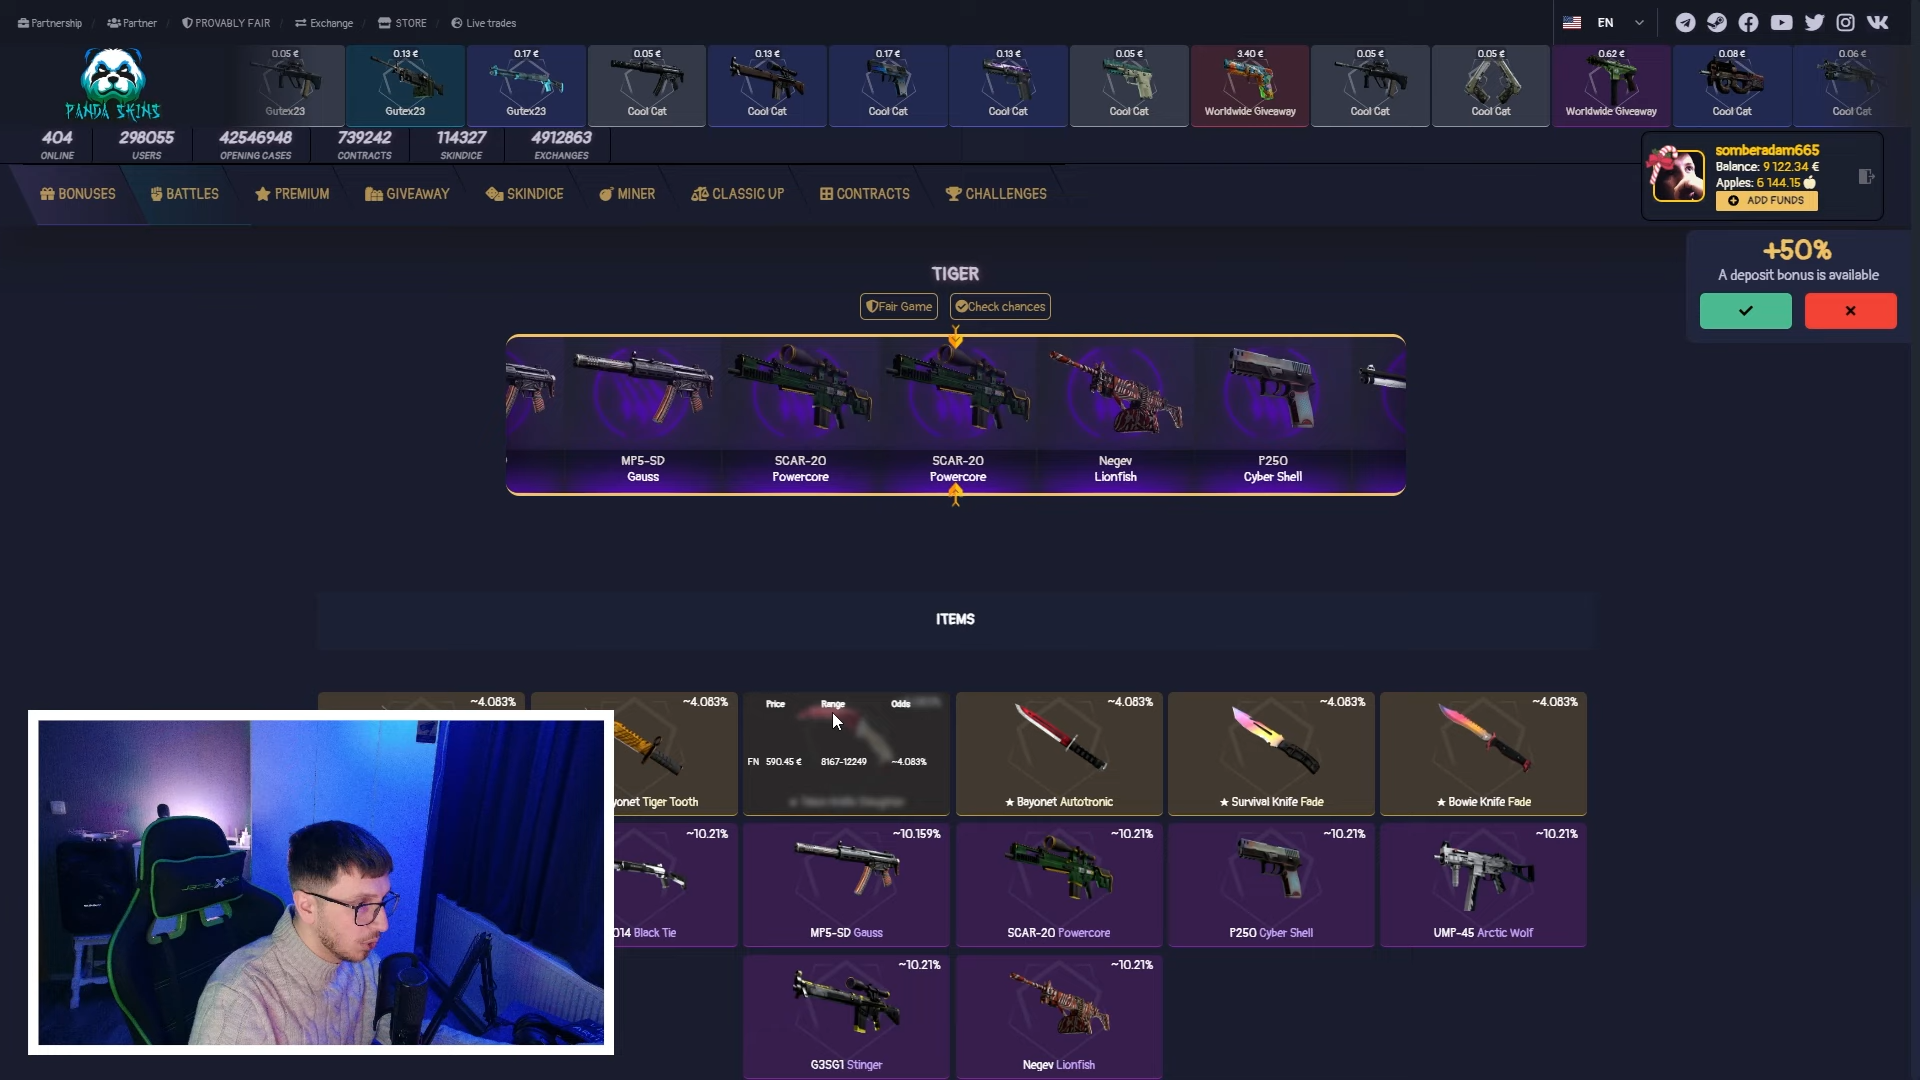 Partnership / Partner / PROVABLY FAIR / Exchange / STORE / Live trades
EN
0.05 € 0.13 € 0.17 € 0.05 € 0.13 € 0.17 € 0.13 € 0.05 € 3.40 € 0.05 € 0.05 € 0.62 € 0.08 € 0.06 €
Gutex23 Gutex23 Gutex23 Cool Cat Cool Cat Cool Cat Cool Cat Cool Cat Worldwide Giveaway Cool Cat Cool Cat Worldwide Giveaway Cool Cat Cool Cat
PANDA SKINS
404 298055 42546948 739242 114327 4912863
ONLINE USERS OPENING CASES CONTRACTS SKINDICE EXCHANGES
somberadam665
Balance: 9 122.34 €
Apples: 6 144.15
ADD FUNDS
BONUSES BATTLES PREMIUM GIVEAWAY SKINDICE MINER CLASSIC UP CONTRACTS CHALLENGES
+50%
A deposit bonus is available
TIGER
Fair Game Check chances
MP5-SD SCAR-20 SCAR-20 Negev P250
Gauss Powercore Powercore Lionfish Cyber Shell
ITEMS
~4.083% ~4.083% Price Range Odds ~4.083% ~4.083% ~4.083%
FN 590.45 € 8167-12249 ~4.083%
yonet Tiger Tooth ★ Bayonet Autotronic ★ Survival Knife Fade ★ Bowie Knife Fade
~10.21% ~10.159% ~10.21% ~10.21% ~10.21%
014 Black Tie MP5-SD Gauss SCAR-20 Powercore P250 Cyber Shell UMP-45 Arctic Wolf
~10.21% ~10.21%
G3SG1 Stinger Negev Lionfish